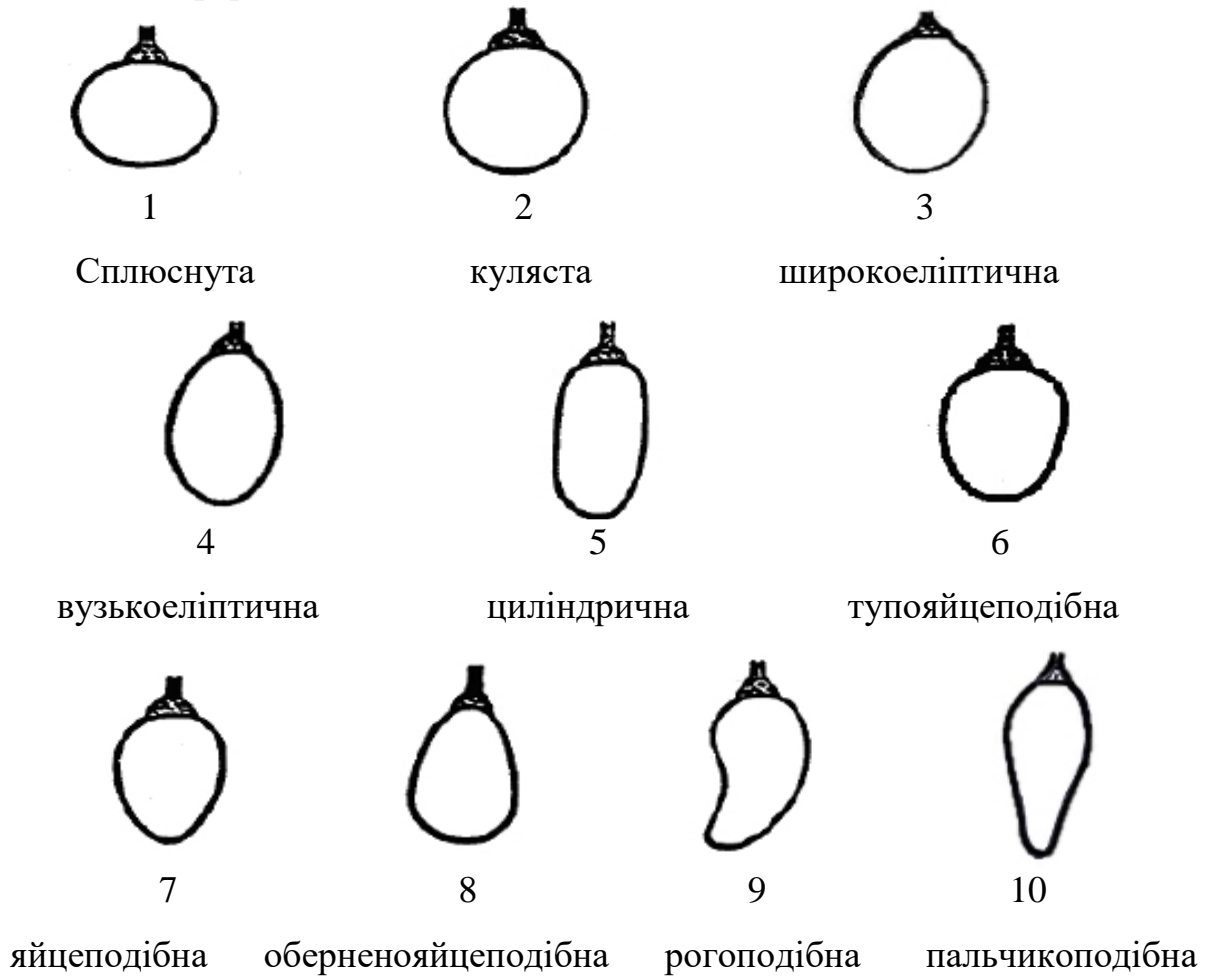 1 2 3
Сплюснута куляста широкоеліптична
4 5 6
вузькоеліптична циліндрична тупояйцеподібна
7 8 9 10
яйцеподібна оберненояйцеподібна рогоподібна пальчикоподібна